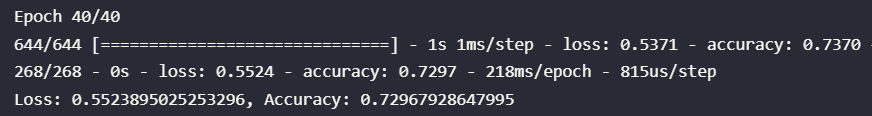 Epoch 40/40
644/644 [==============================] - 1s 1ms/step - loss: 0.5371 - accuracy: 0.7370 -
268/268 - 0s - loss: 0.5524 - accuracy: 0.7297 - 218ms/epoch - 815us/step
Loss: 0.5523895025253296, Accuracy: 0.72967928647995